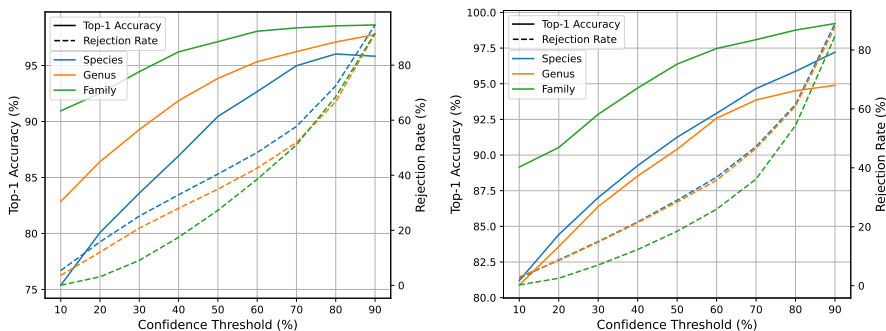 Top-1 Accuracy
Rejection Rate
Species
Genus
Family
95
90
85
80
75
80
60
40
20
0
10 20 30 40 50 60 70 80 90
Confidence Threshold (%)
Top-1 Accuracy (%)
Rejection Rate (%)
Top-1 Accuracy
Rejection Rate
Species
Genus
Family
100.0
97.5
95.0
92.5
90.0
87.5
85.0
82.5
80.0
80
60
40
20
0
10 20 30 40 50 60 70 80 90
Confidence Threshold (%)
Top-1 Accuracy (%)
Rejection Rate (%)